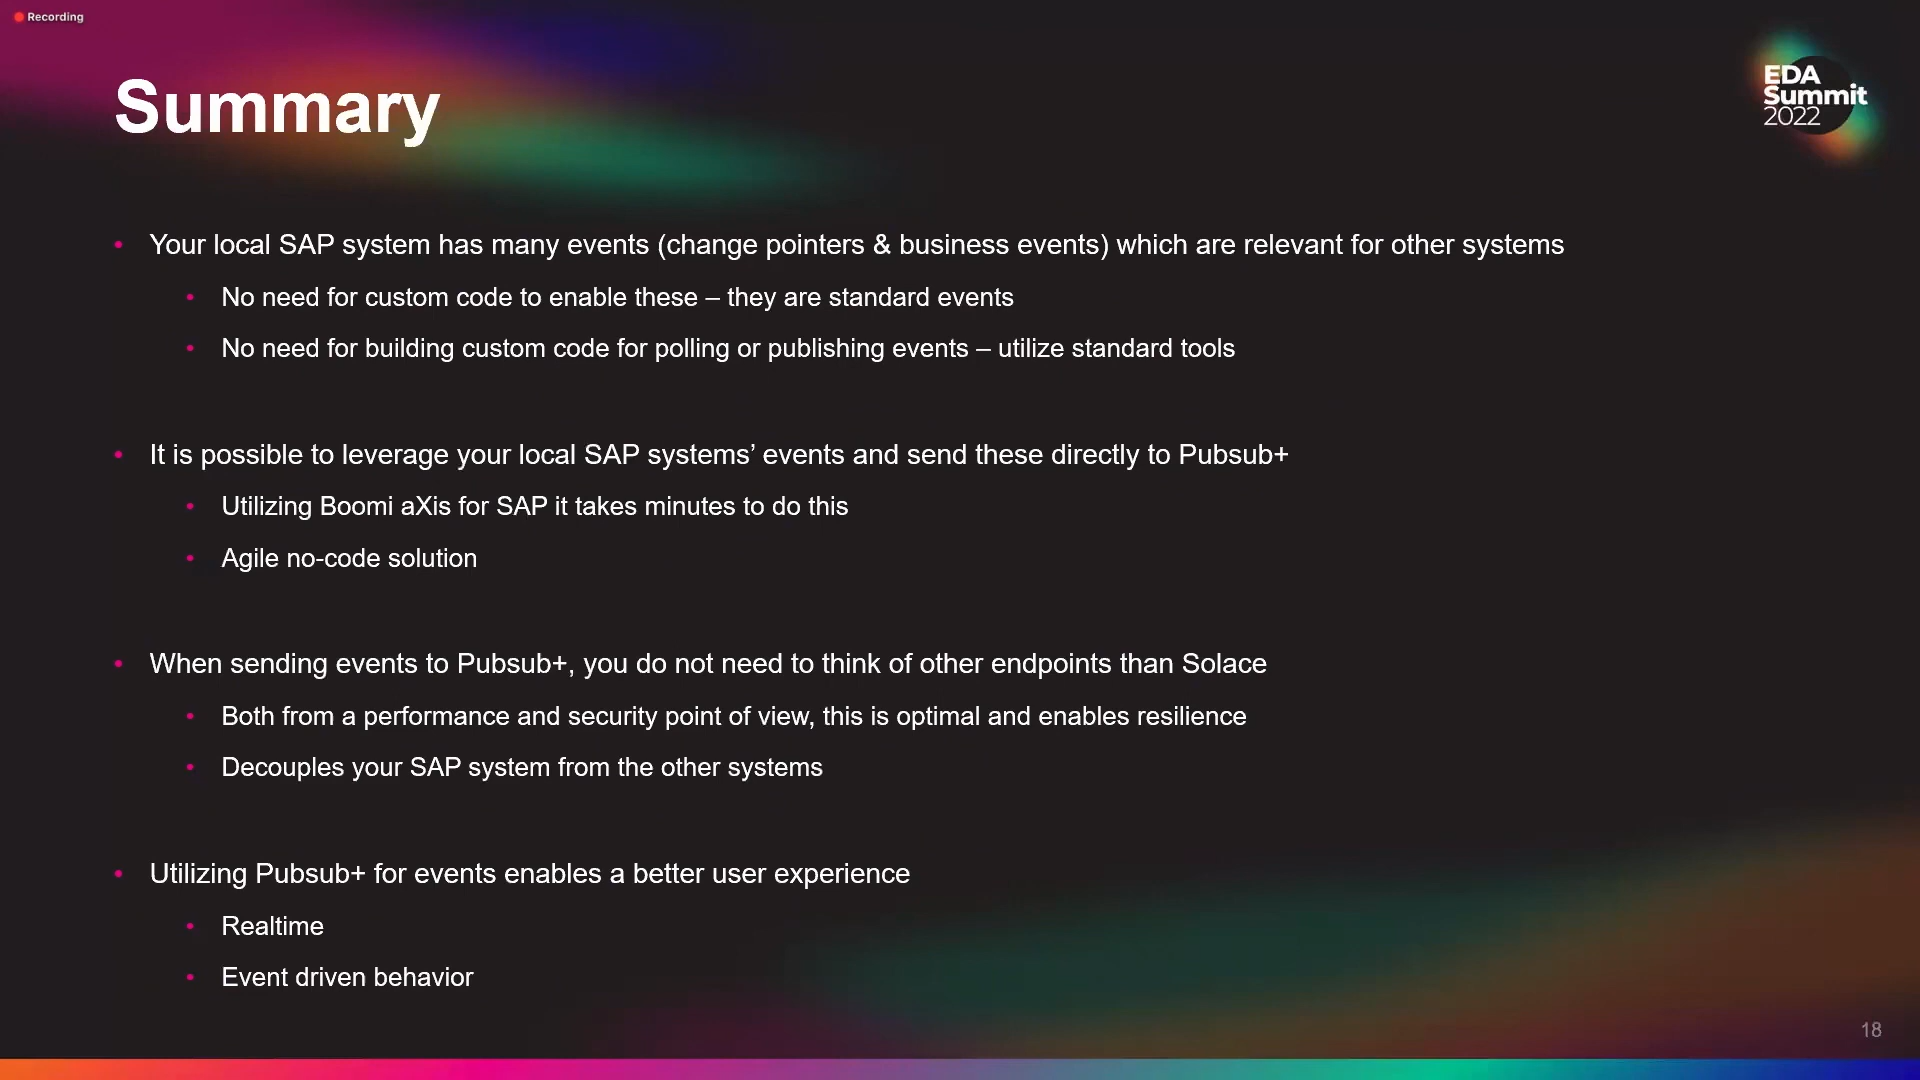 Recording
EDA
Summit
2022
Summary
• Your local SAP system has many events (change pointers & business events) which are relevant for other systems
• No need for custom code to enable these – they are standard events
• No need for building custom code for polling or publishing events – utilize standard tools
• It is possible to leverage your local SAP systems’ events and send these directly to Pubsub+
• Utilizing Boomi aXis for SAP it takes minutes to do this
• Agile no-code solution
• When sending events to Pubsub+, you do not need to think of other endpoints than Solace
• Both from a performance and security point of view, this is optimal and enables resilience
• Decouples your SAP system from the other systems
• Utilizing Pubsub+ for events enables a better user experience
• Realtime
• Event driven behavior
18